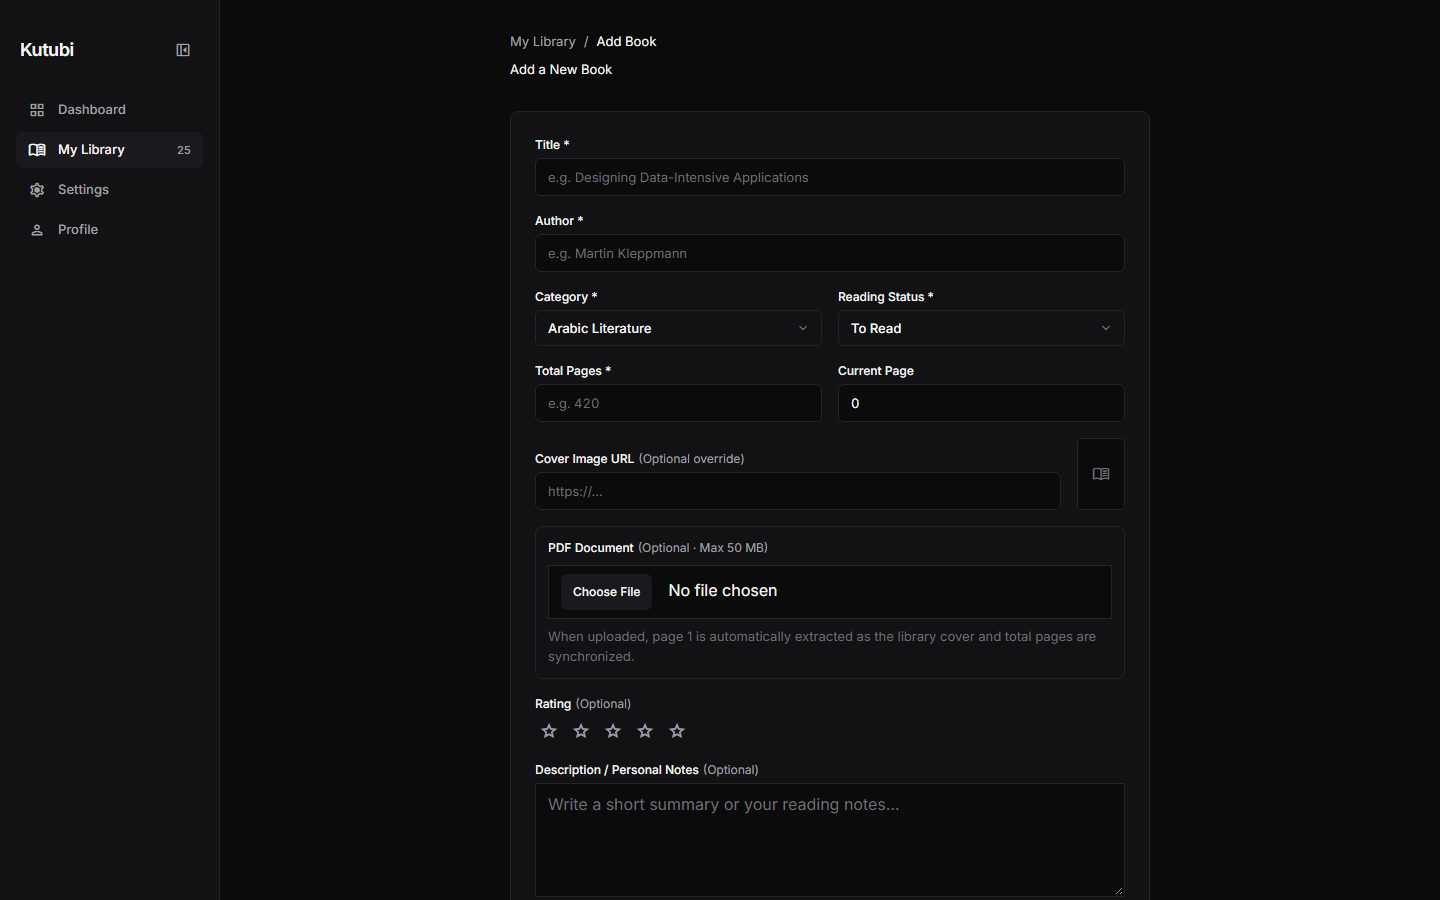 Kutubi
Dashboard
My Library 25
Settings
Profile
My Library / Add Book
Add a New Book
Title *
e.g. Designing Data-Intensive Applications
Author *
e.g. Martin Kleppmann
Category * Reading Status *
Arabic Literature To Read
Total Pages * Current Page
e.g. 420 0
Cover Image URL (Optional override)
https://...
PDF Document (Optional · Max 50 MB)
Choose File No file chosen
When uploaded, page 1 is automatically extracted as the library cover and total pages are
synchronized.
Rating (Optional)
Description / Personal Notes (Optional)
Write a short summary or your reading notes...